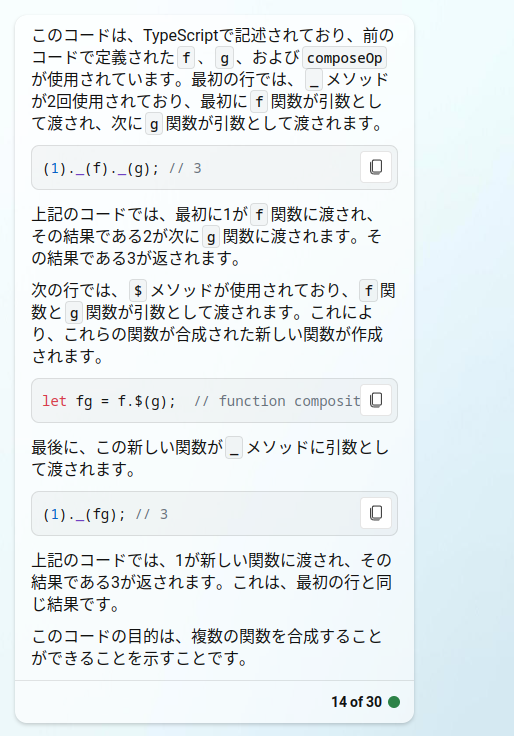 このコードは、TypeScriptで記述されており、前の
コードで定義された f 、 g 、および composeOp
が使用されています。最初の行では、 _ メソッド
が2回使用されており、最初に f 関数が引数とし
て渡され、次に g 関数が引数として渡されます。
(1)._(f)._(g); // 3
上記のコードでは、最初に1が f 関数に渡され、
その結果である2が次に g 関数に渡されます。そ
の結果である3が返されます。
次の行では、 $ メソッドが使用されており、 f 関
数と g 関数が引数として渡されます。これによ
り、これらの関数が合成された新しい関数が作成
されます。
let fg = f.$(g);  // function composit
最後に、この新しい関数が _ メソッドに引数とし
て渡されます。
(1)._(fg); // 3
上記のコードでは、1が新しい関数に渡され、その
結果である3が返されます。これは、最初の行と同
じ結果です。
このコードの目的は、複数の関数を合成すること
ができることを示すことです。
14 of 30